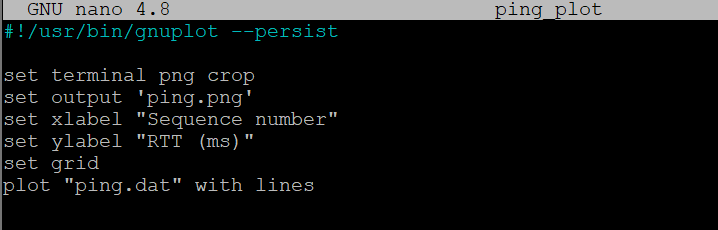 GNU nano 4.8 ping_plot
#!/usr/bin/gnuplot --persist
set terminal png crop
set output 'ping.png'
set xlabel "Sequence number"
set ylabel "RTT (ms)"
set grid
plot "ping.dat" with lines